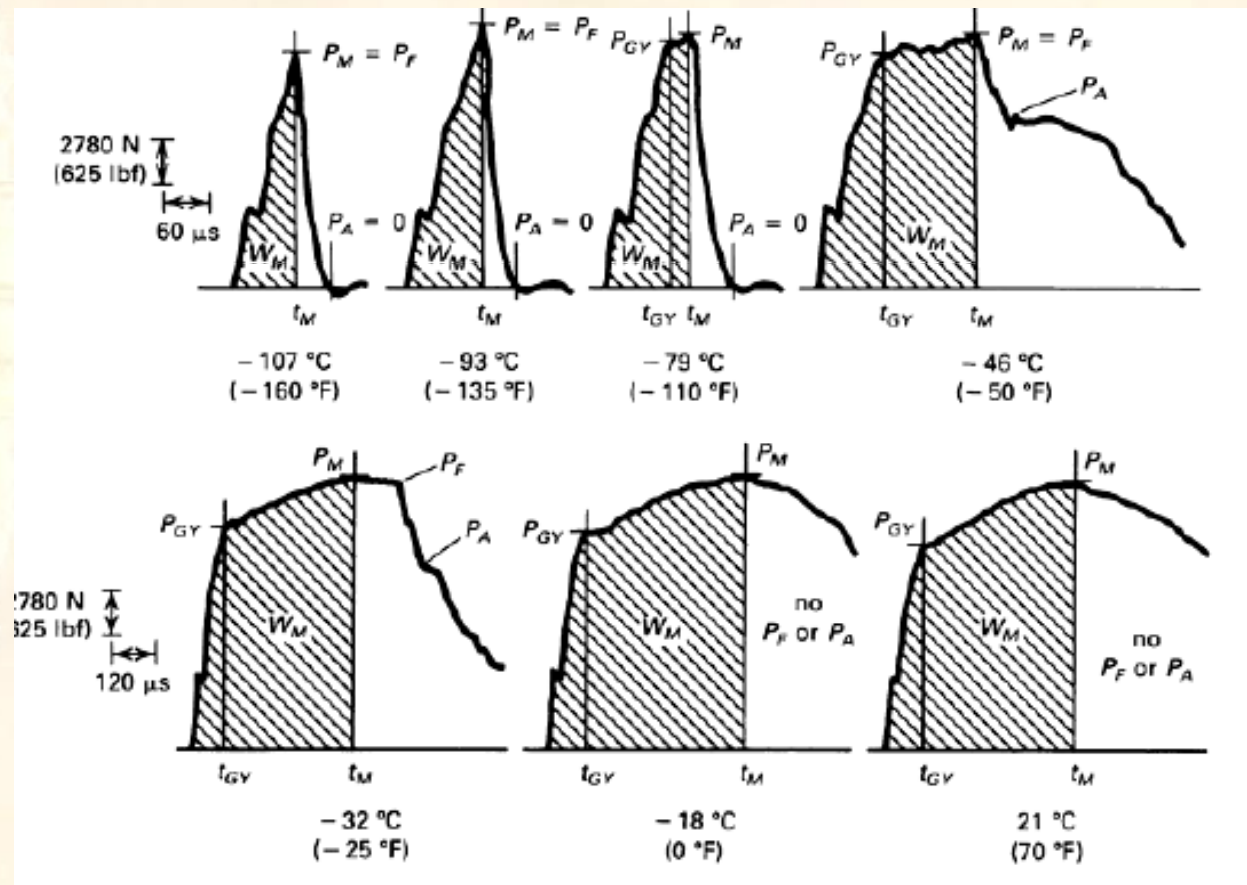 P_M = P_F
P_M = P_F
P_GY
P_M
P_GY
P_M = P_F
P_A
2780 N
(625 lbf)
60 μs
P_A = 0
P_A = 0
P_A = 0
W_M
W_M
W_M
W_M
t_M
t_M
t_GY t_M
t_GY
t_M
– 107 °C
(– 160 °F)
– 93 °C
(– 135 °F)
– 79 °C
(– 110 °F)
– 46 °C
(– 50 °F)
P_M
P_F
P_M
P_M
P_GY
P_A
P_GY
P_GY
2780 N
625 lbf)
120 μs
W_M
W_M
no
P_F or P_A
W_M
no
P_F or P_A
t_GY
t_M
t_GY
t_M
t_GY
t_M
– 32 °C
(– 25 °F)
– 18 °C
(0 °F)
21 °C
(70 °F)